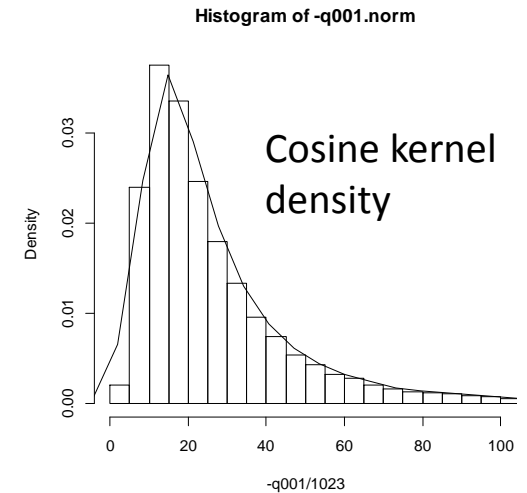 Histogram of -q001.norm
Cosine kernel
density
Density
0.00
0.01
0.02
0.03
0
20
40
60
80
100
-q001/1023